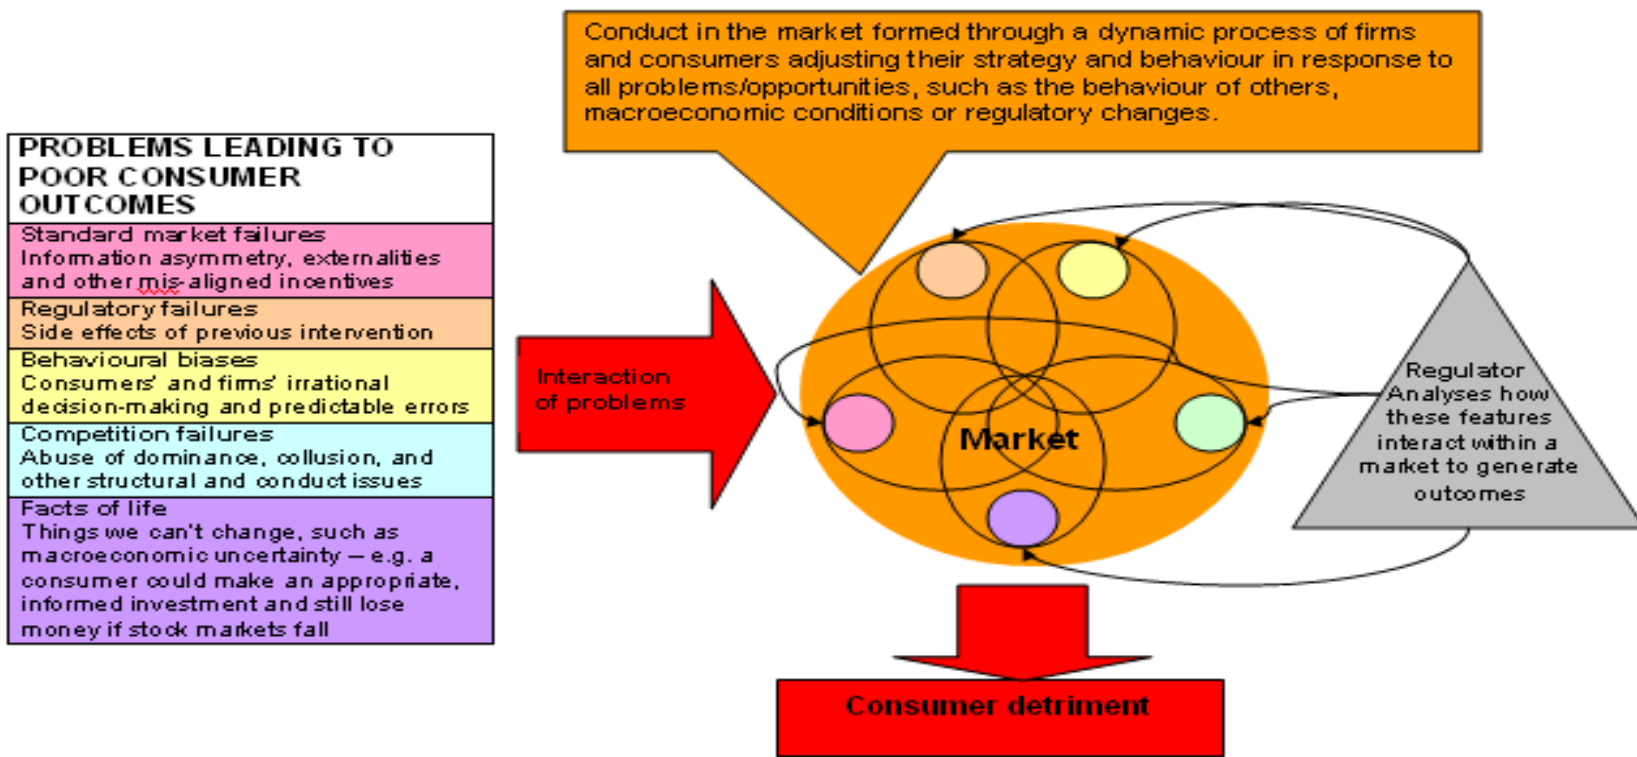 Conduct in the market formed through a dynamic process of firms
and consumers adjusting their strategy and behaviour in response to
all problems/opportunities, such as the behaviour of others,
macroeconomic conditions or regulatory changes.
PROBLEMS LEADING TO
POOR CONSUMER
OUTCOMES
Standard market failures
Information asymmetry, externalities
and other mis-aligned incentives
Regulatory failures
Side effects of previous intervention
Behavioural biases
Consumers' and firms' irrational
decision-making and predictable errors
Competition failures
Abuse of dominance, collusion, and
other structural and conduct issues
Facts of life
Things we can't change, such as
macroeconomic uncertainty – e.g. a
consumer could make an appropriate,
informed investment and still lose
money if stock markets fall
Interaction
of problems
Market
Regulator
Analyses how
these features
interact within a
market to generate
outcomes
Consumer detriment